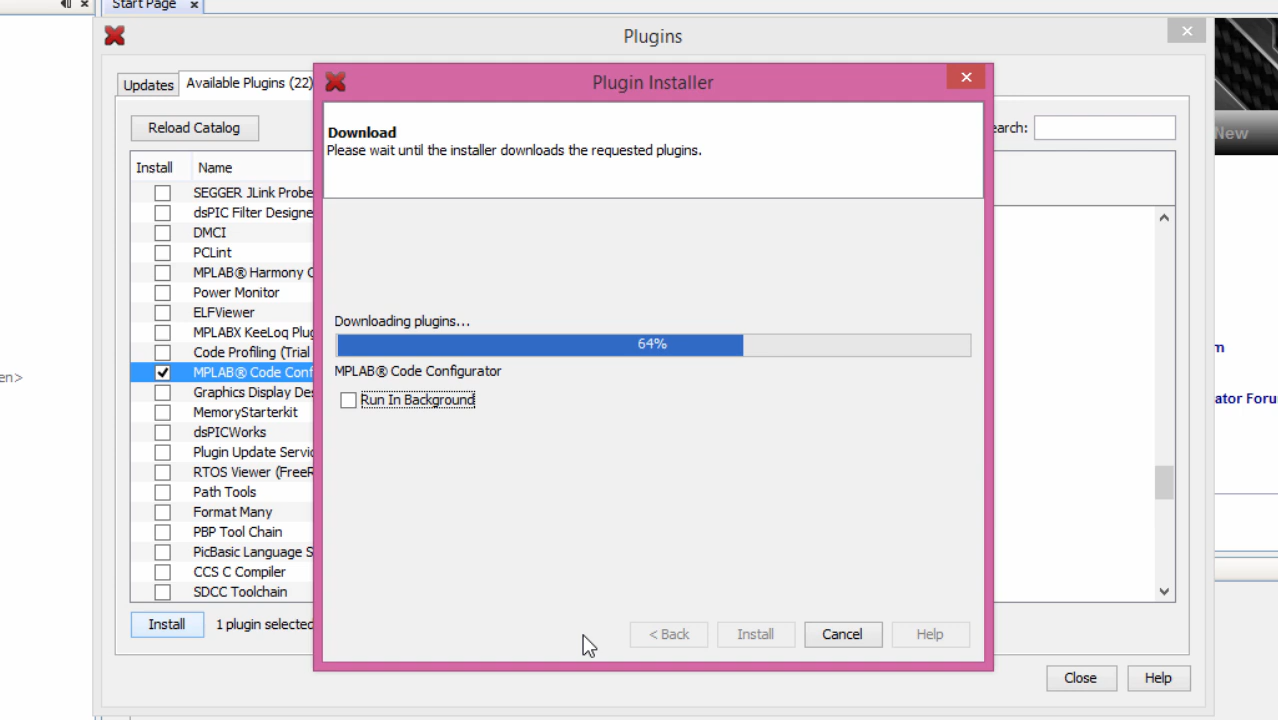 Start Page
Plugins
Updates
Available Plugins (22)
Plugin Installer
Download
Please wait until the installer downloads the requested plugins.
Reload Catalog
earch:
New
Install
Name
SEGGER JLink Probe
dsPIC Filter Designe
DMCI
PCLint
MPLAB® Harmony C
Power Monitor
ELFViewer
MPLABX KeeLoq Plug
Code Profiling (Trial
MPLAB® Code Conf
Graphics Display Des
MemoryStarterkit
dsPICWorks
Plugin Update Servic
RTOS Viewer (FreeR
Path Tools
Format Many
PBP Tool Chain
PicBasic Language S
CCS C Compiler
SDCC Toolchain
Downloading plugins...
64%
MPLAB® Code Configurator
Run In Background
en>
m
ator Foru
Install
1 plugin selected
< Back
Install
Cancel
Help
Close
Help